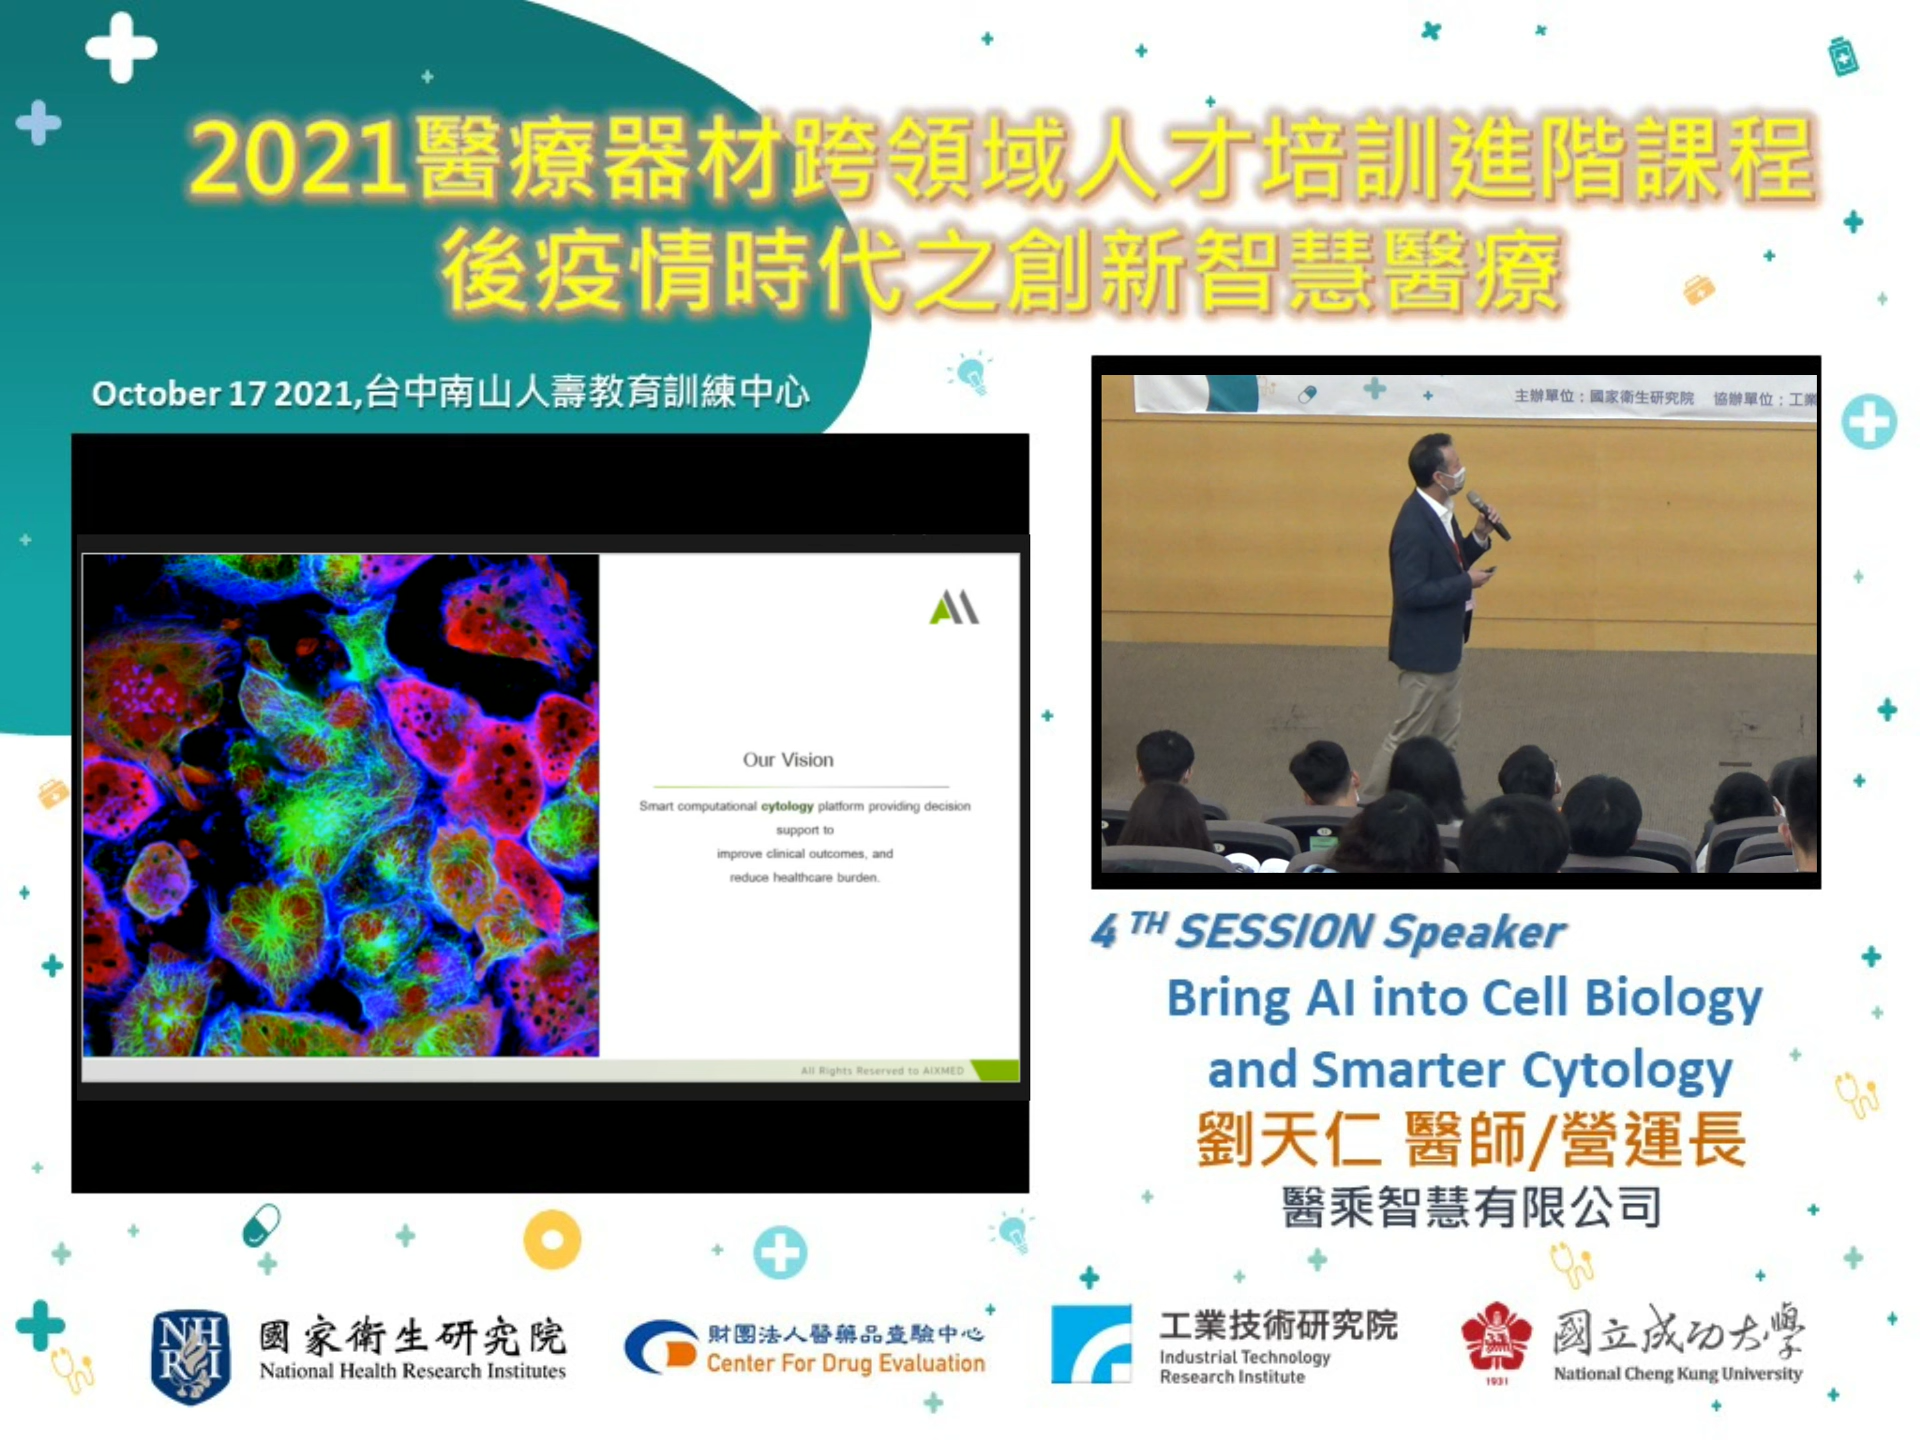 2021醫療器材跨領域人才培訓進階課程
後疫情時代之創新智慧醫療
October 17 2021,台中南山人壽教育訓練中心
Our Vision
Smart computational cytology platform providing decision
support to
improve clinical outcomes, and
reduce healthcare burden.
All Rights Reserved to AIXMED
主辦單位：國家衛生研究院 協辦單位：工業
4 TH SESSION Speaker
Bring AI into Cell Biology
and Smarter Cytology
劉天仁 醫師/營運長
醫乘智慧有限公司
NHRI
國家衛生研究院
National Health Research Institutes
財團法人醫藥品查驗中心
Center For Drug Evaluation
工業技術研究院
Industrial Technology
Research Institute
1931
國立成功大學
National Cheng Kung University